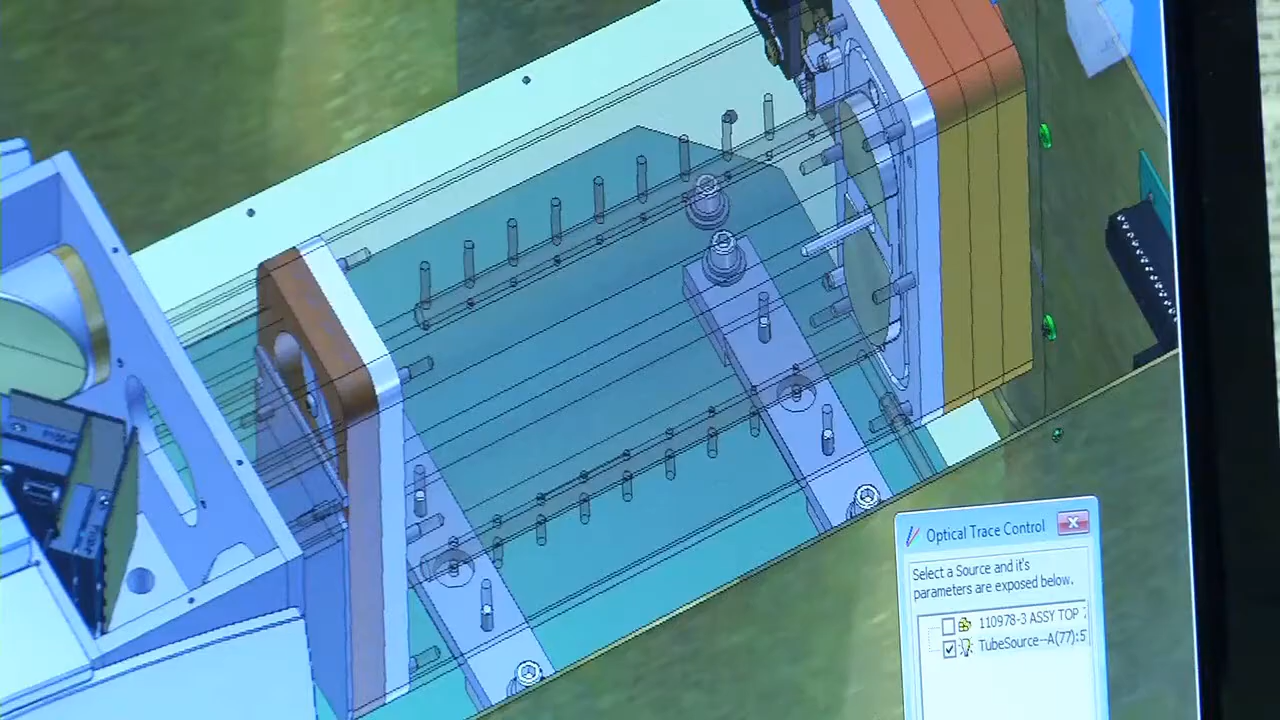 Optical Trace Control
Select a Source and it's
parameters are exposed below.
110978-3 ASSY TOP
TubeSource--A(77):5